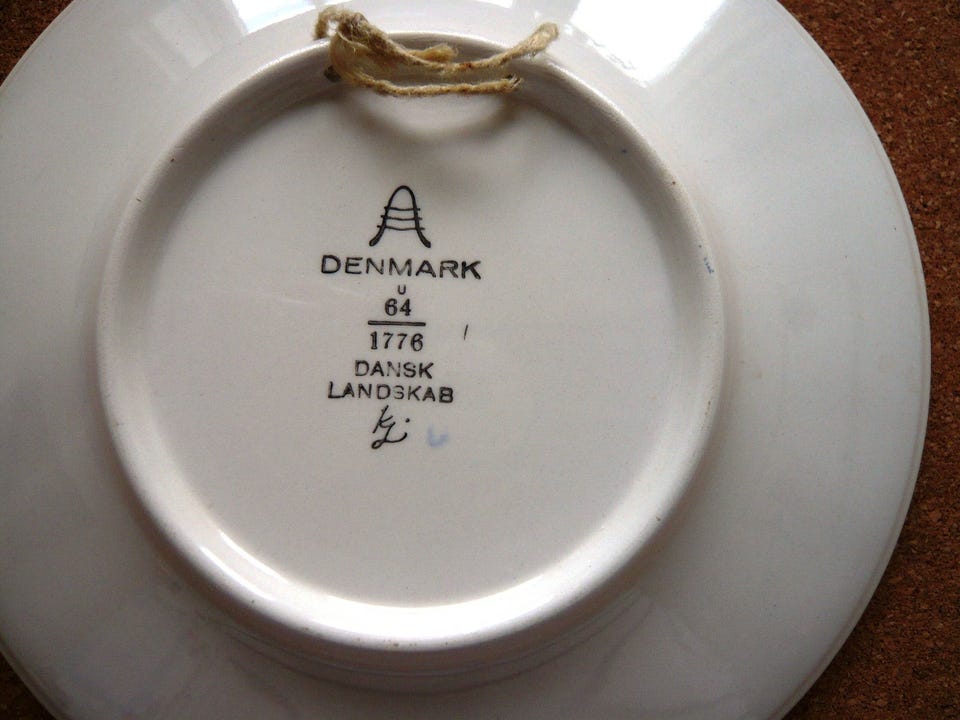 A
DENMARK
U
64
1776
DANSK
LANDSKAB